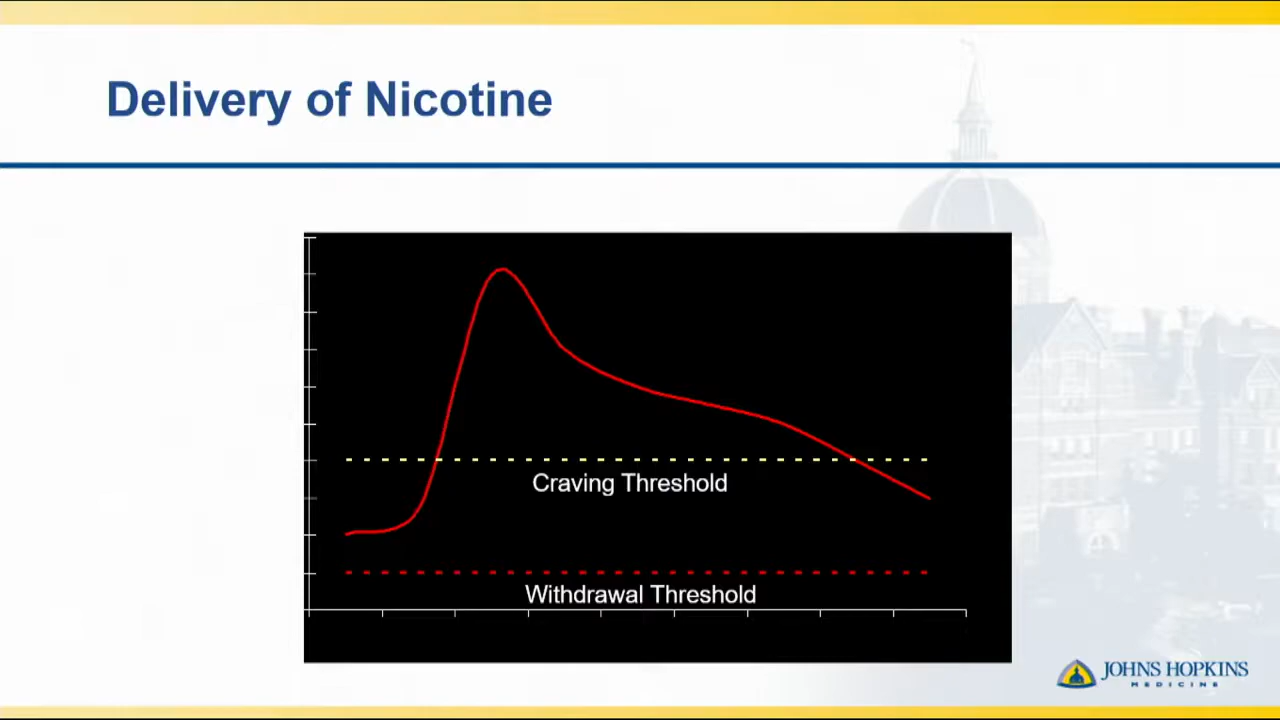 Delivery of Nicotine
Craving Threshold
Withdrawal Threshold
JOHNS HOPKINS
MEDICINE